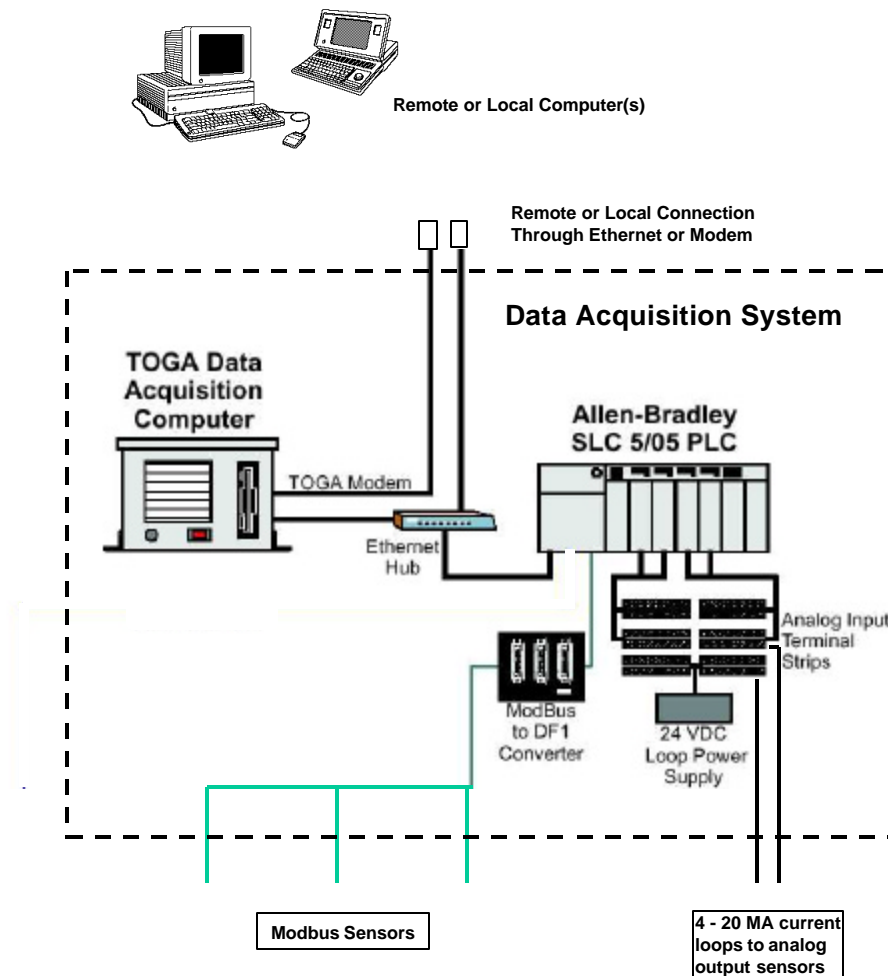 Remote or Local Computer(s)
Remote or Local Connection
Through Ethernet or Modem
Data Acquisition System
TOGA Data
Acquisition
Computer
Allen-Bradley
SLC 5/05 PLC
TOGA Modem
Ethernet
Hub
Analog Input
Terminal
Strips
ModBus
to DF1
Converter
24 VDC
Loop Power
Supply
Modbus Sensors
4 - 20 MA current
loops to analog
output sensors